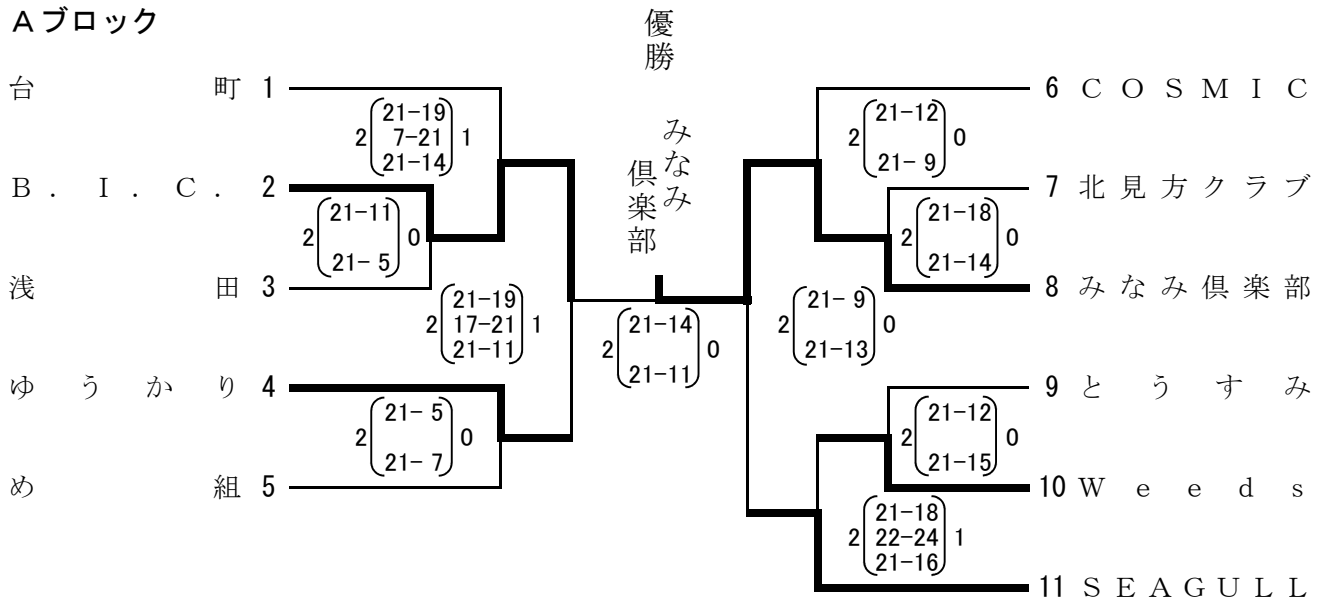 Aブロック
優勝
みなみ
倶楽部
台町 1
2 21-19 1
7-21
21-14
B.I.C. 2
2 21-11 0
21- 5
浅田 3
2 21-19 1
17-21
21-11
ゆうかり 4
2 21- 5 0
21- 7
め組 5
2 21-14 0
21-11
6 COSMIC
2 21-12 0
21- 9
7 北見方クラブ
2 21-18 0
21-14
8 みなみ倶楽部
2 21- 9 0
21-13
9 とうすみ
2 21-12 0
21-15
10 Weeds
2 21-18 1
22-24
21-16
11 SEAGULL